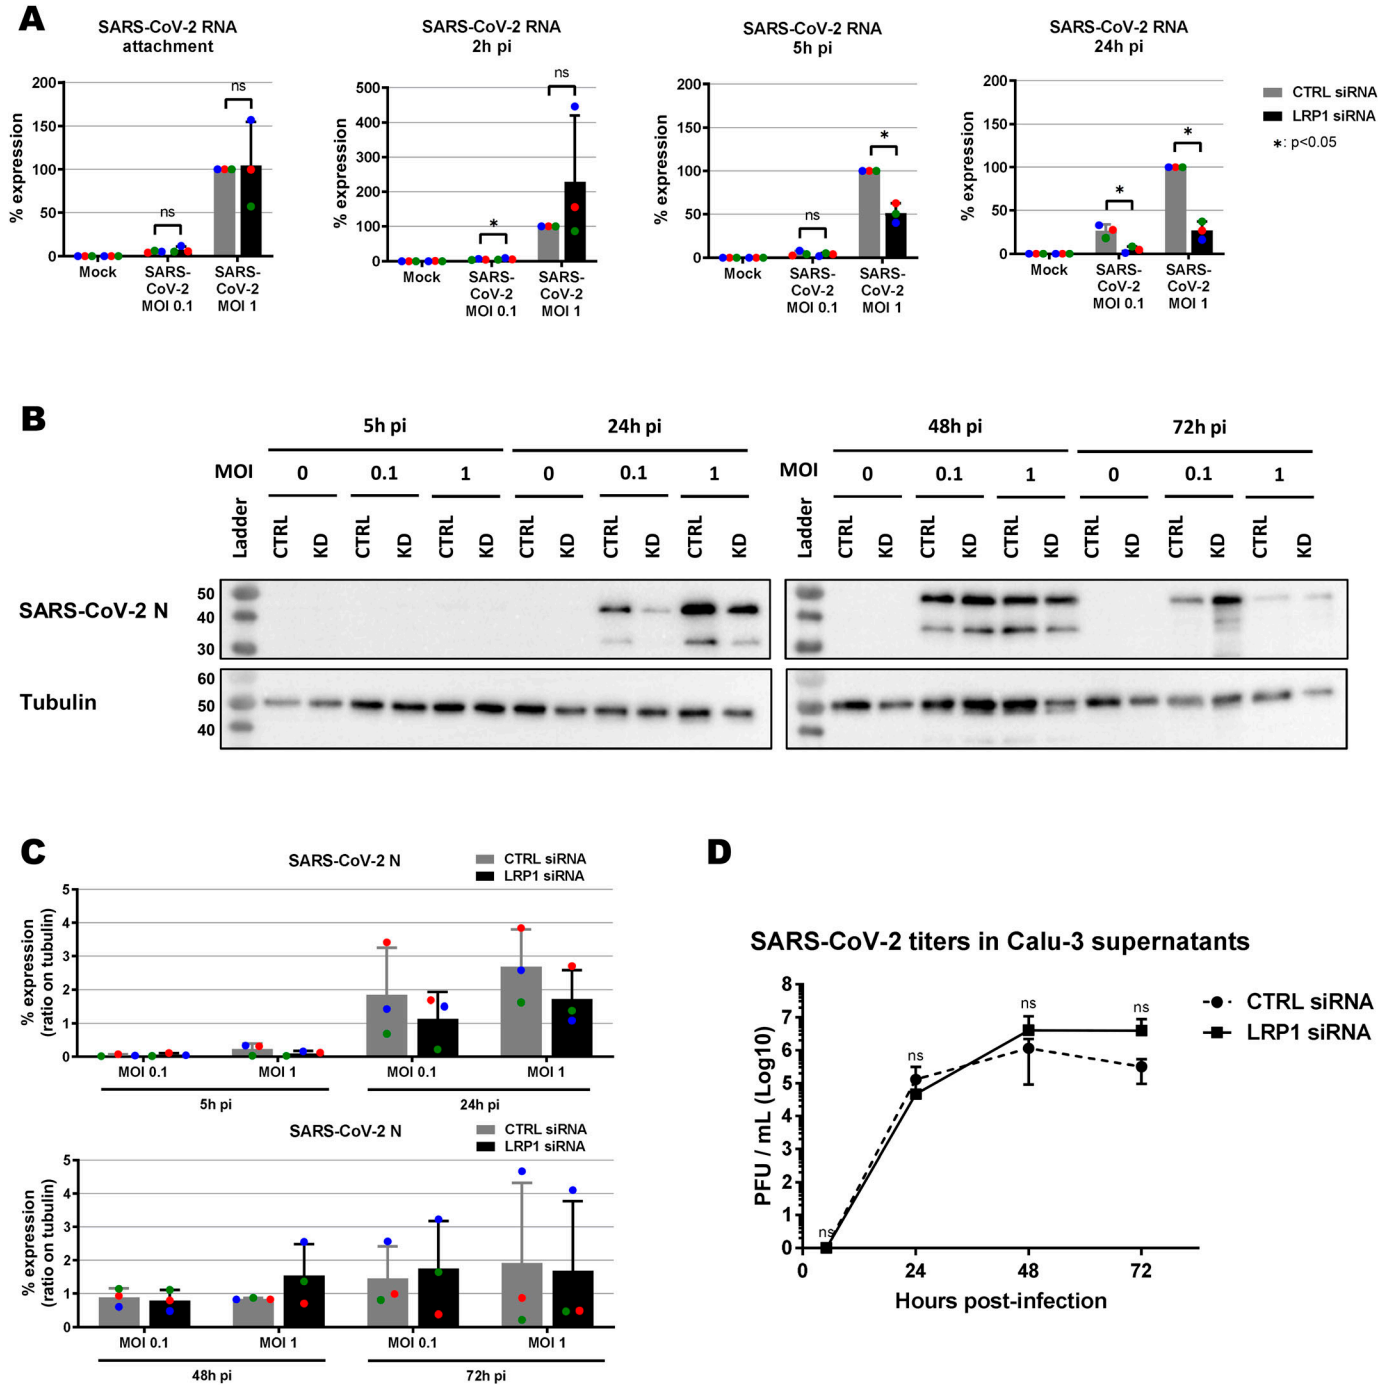 A
SARS-CoV-2 RNA
attachment
% expression
200
150
100
50
0
ns
ns
Mock
SARS-
CoV-2
MOI 0.1
SARS-
CoV-2
MOI 1
SARS-CoV-2 RNA
2h pi
% expression
500
400
300
200
100
0
*
ns
Mock
SARS-
CoV-2
MOI 0.1
SARS-
CoV-2
MOI 1
SARS-CoV-2 RNA
5h pi
% expression
200
150
100
50
0
ns
*
Mock
SARS-
CoV-2
MOI 0.1
SARS-
CoV-2
MOI 1
SARS-CoV-2 RNA
24h pi
% expression
200
150
100
50
0
*
*
Mock
SARS-
CoV-2
MOI 0.1
SARS-
CoV-2
MOI 1
CTRL siRNA
LRP1 siRNA
*: p<0.05
B
5h pi 24h pi 48h pi 72h pi
MOI 0 0.1 1 0 0.1 1 MOI 0 0.1 1 0 0.1 1
Ladder CTRL KD CTRL KD CTRL KD CTRL KD CTRL KD CTRL KD Ladder CTRL KD CTRL KD CTRL KD CTRL KD CTRL KD CTRL KD
SARS-CoV-2 N
50
40
30
Tubulin
60
50
40
C
SARS-CoV-2 N
CTRL siRNA
LRP1 siRNA
% expression
(ratio on tubulin)
5
4
3
2
1
0
MOI 0.1 MOI 1 MOI 0.1 MOI 1
5h pi 24h pi
SARS-CoV-2 N
CTRL siRNA
LRP1 siRNA
% expression
(ratio on tubulin)
5
4
3
2
1
0
MOI 0.1 MOI 1 MOI 0.1 MOI 1
48h pi 72h pi
D
SARS-CoV-2 titers in Calu-3 supernatants
PFU / mL (Log10)
8
7
6
5
4
3
2
1
0
ns
ns
ns
ns
CTRL siRNA
LRP1 siRNA
0 24 48 72
Hours post-infection